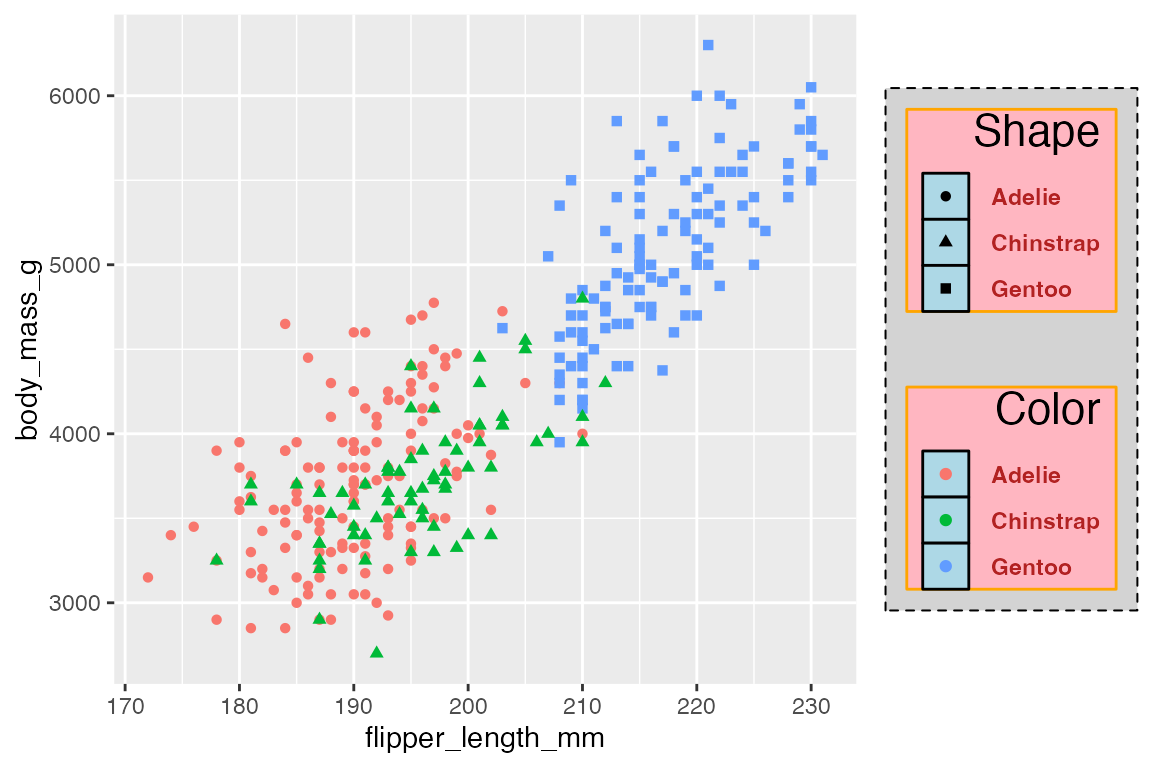 body_mass_g
6000
5000
4000
3000
170 180 190 200 210 220 230
flipper_length_mm
Shape
Adelie
Chinstrap
Gentoo
Color
Adelie
Chinstrap
Gentoo